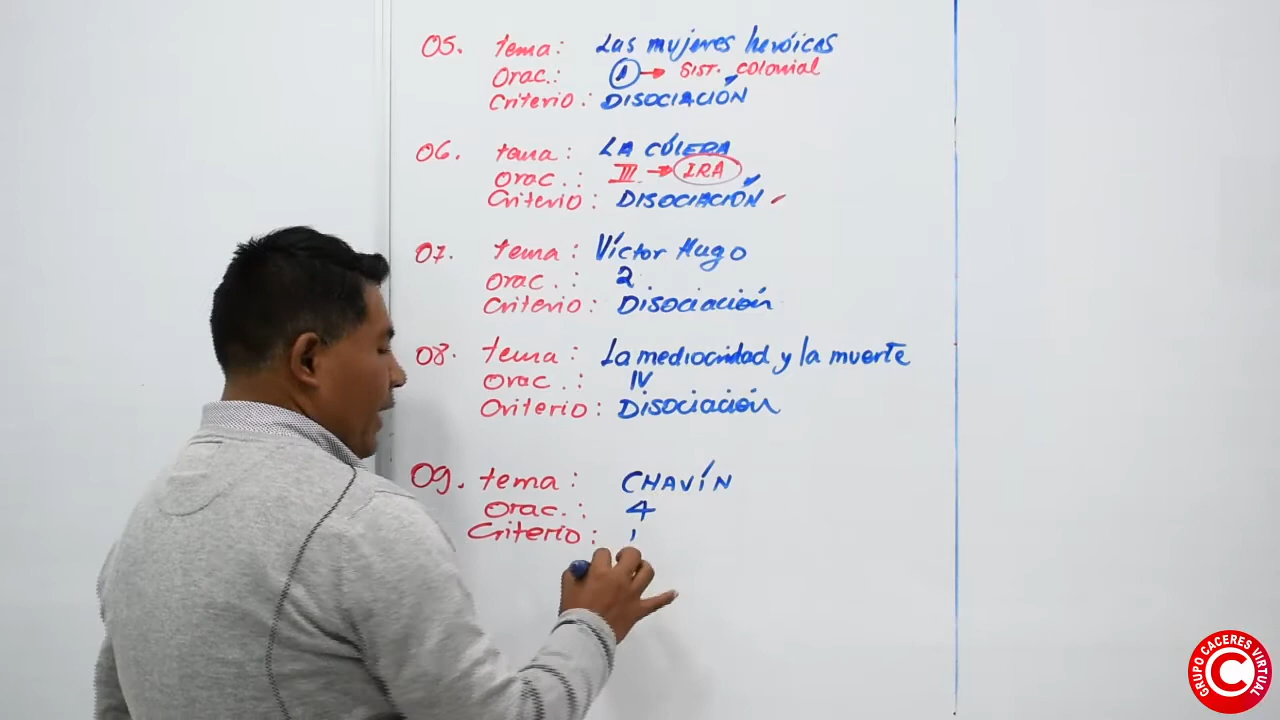 05. tema: Las mujeres heróicas
Orac.: A → SIST. colonial
Criterio: DISOCIACIÓN
06. tema: LA CÓLERA
Orac.: III → IRA
Criterio: DISOCIACIÓN
07. tema: Víctor Hugo
Orac.: 2.
Criterio: Disociación
08. tema: La mediocridad y la muerte
Orac.: IV
Criterio: Disociación
09. tema: CHAVÍN
Orac.: 4
Criterio:
GRUPO CACERES VIRTUAL
C